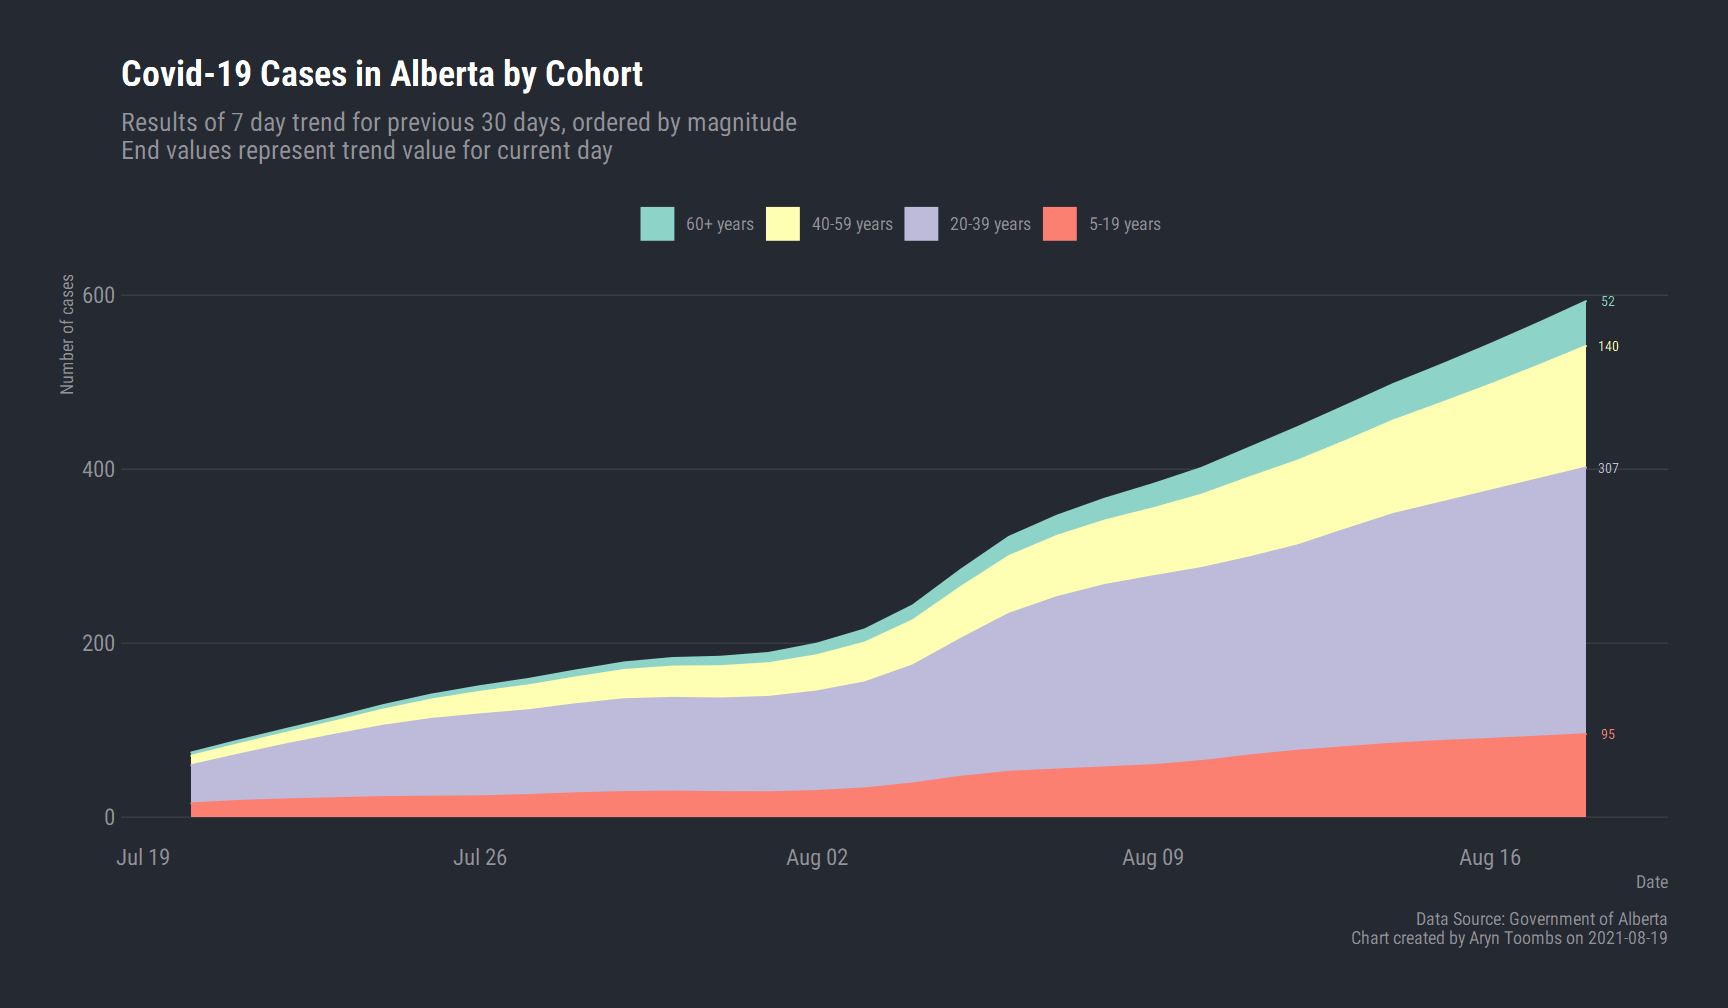 Covid-19 Cases in Alberta by Cohort
Results of 7 day trend for previous 30 days, ordered by magnitude
End values represent trend value for current day
60+ years
40-59 years
20-39 years
5-19 years
Number of cases
600
400
200
0
52
140
307
95
Jul 19
Jul 26
Aug 02
Aug 09
Aug 16
Date
Data Source: Government of Alberta
Chart created by Aryn Toombs on 2021-08-19